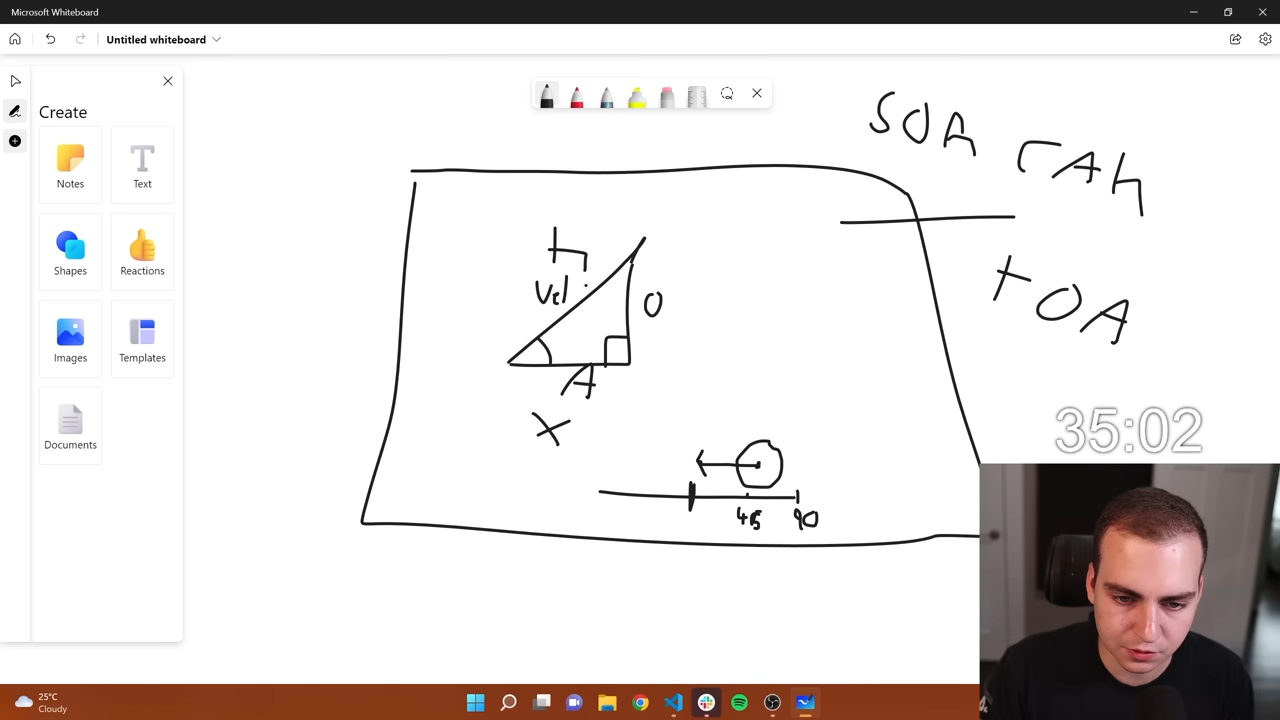 Microsoft Whiteboard
Untitled whiteboard
Create
Notes
Text
Shapes
Reactions
Images
Templates
Documents
SOA CAh
tOA
h
Vel
O
A
X
45
90
35:02
25°C
Cloudy